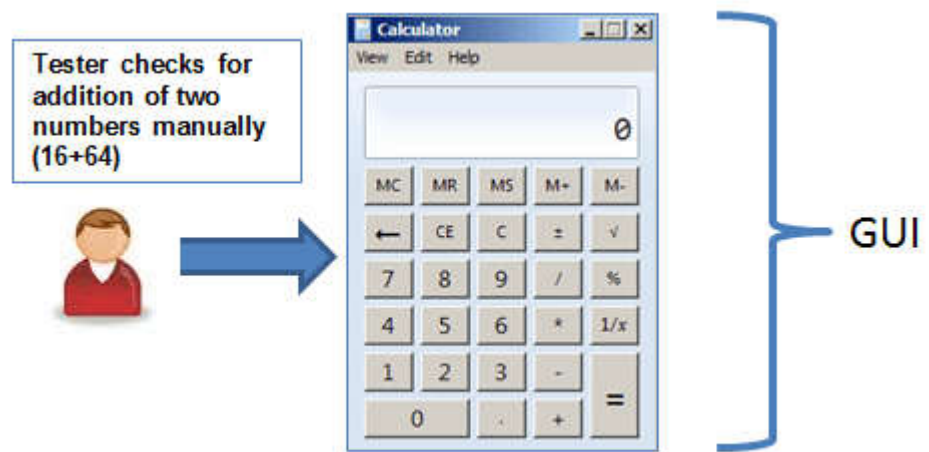 Tester checks for
addition of two
numbers manually
(16+64)
Calculator
View Edit Help
0
MC MR MS M+ M-
← CE C ± √
7 8 9 / %
4 5 6 * 1/x
1 2 3 -
0 . + =
GUI